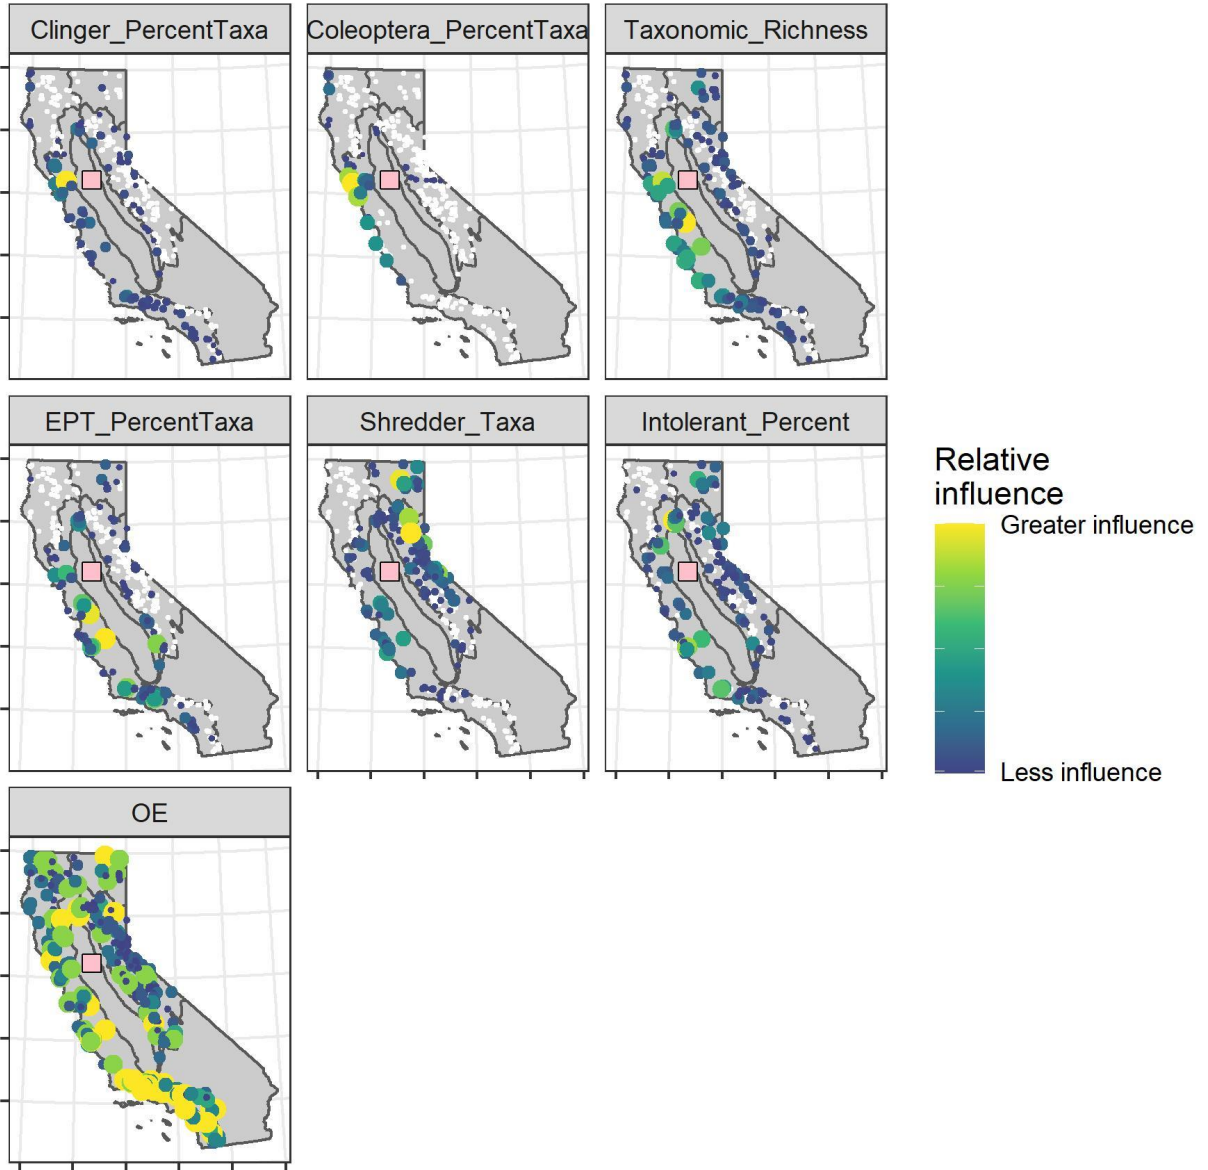 Clinger_PercentTaxa
Coleoptera_PercentTaxa
Taxonomic_Richness
EPT_PercentTaxa
Shredder_Taxa
Intolerant_Percent
Relative
influence
Greater influence
Less influence
OE